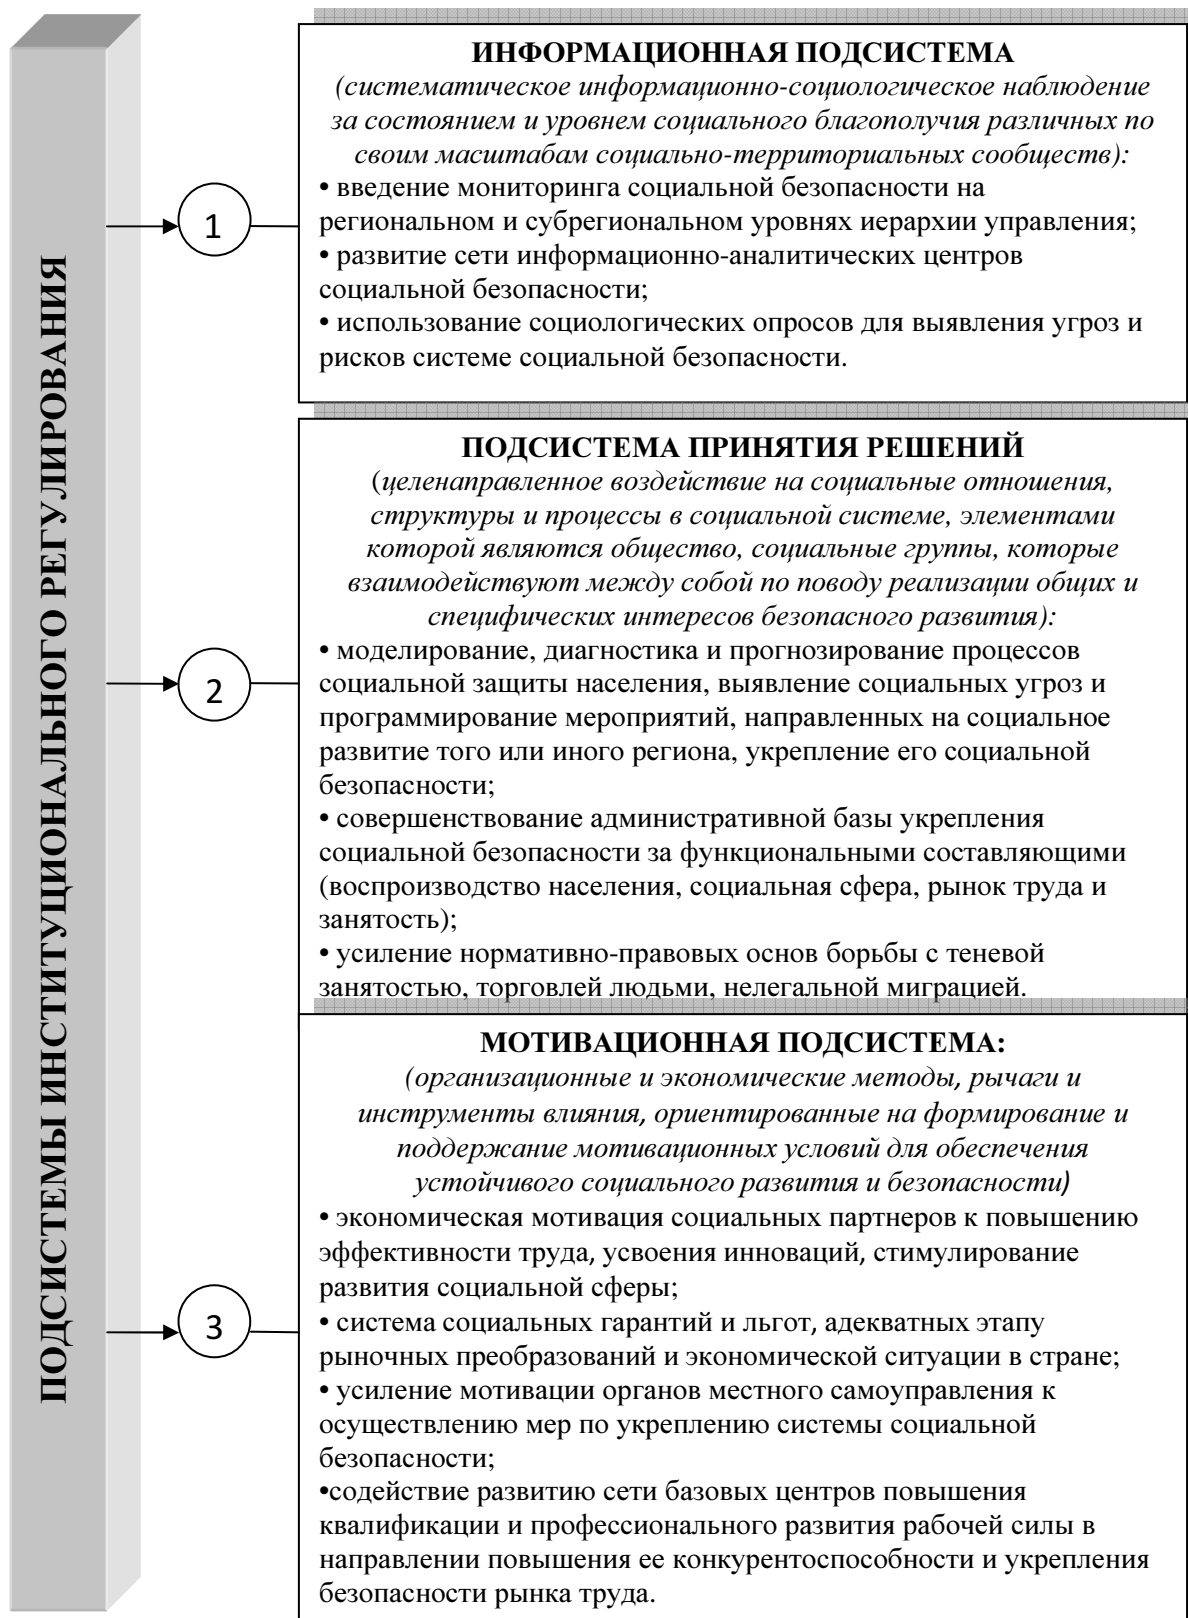 ПОДСИСТЕМЫ ИНСТИТУЦИОНАЛЬНОГО РЕГУЛИРОВАНИЯ
1
ИНФОРМАЦИОННАЯ ПОДСИСТЕМА
(систематическое информационно-социологическое наблюдение
за состоянием и уровнем социального благополучия различных по
своим масштабам социально-территориальных сообществ):
• введение мониторинга социальной безопасности на
региональном и субрегиональном уровнях иерархии управления;
• развитие сети информационно-аналитических центров
социальной безопасности;
• использование социологических опросов для выявления угроз и
рисков системе социальной безопасности.
2
ПОДСИСТЕМА ПРИНЯТИЯ РЕШЕНИЙ
(целенаправленное воздействие на социальные отношения,
структуры и процессы в социальной системе, элементами
которой являются общество, социальные группы, которые
взаимодействуют между собой по поводу реализации общих и
специфических интересов безопасного развития):
• моделирование, диагностика и прогнозирование процессов
социальной защиты населения, выявление социальных угроз и
программирование мероприятий, направленных на социальное
развитие того или иного региона, укрепление его социальной
безопасности;
• совершенствование административной базы укрепления
социальной безопасности за функциональными составляющими
(воспроизводство населения, социальная сфера, рынок труда и
занятость);
• усиление нормативно-правовых основ борьбы с теневой
занятостью, торговлей людьми, нелегальной миграцией.
3
МОТИВАЦИОННАЯ ПОДСИСТЕМА:
(организационные и экономические методы, рычаги и
инструменты влияния, ориентированные на формирование и
поддержание мотивационных условий для обеспечения
устойчивого социального развития и безопасности)
• экономическая мотивация социальных партнеров к повышению
эффективности труда, усвоения инноваций, стимулирование
развития социальной сферы;
• система социальных гарантий и льгот, адекватных этапу
рыночных преобразований и экономической ситуации в стране;
• усиление мотивации органов местного самоуправления к
осуществлению мер по укреплению системы социальной
безопасности;
•содействие развитию сети базовых центров повышения
квалификации и профессионального развития рабочей силы в
направлении повышения ее конкурентоспособности и укрепления
безопасности рынка труда.